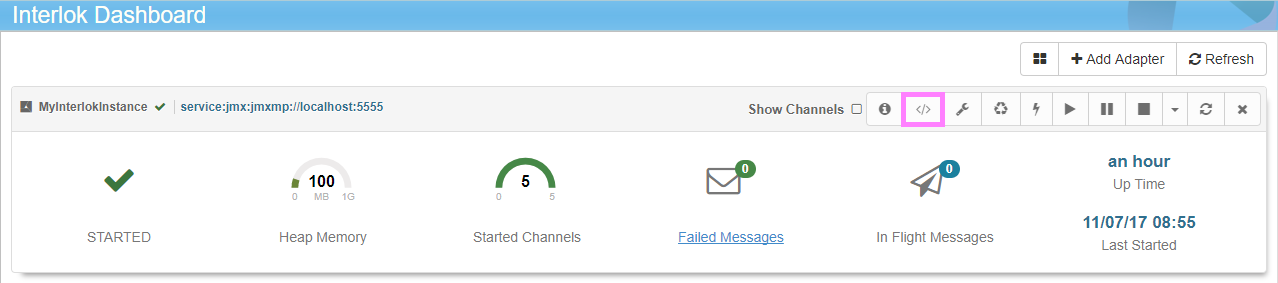 Interlok Dashboard
Add Adapter Refresh
MyInterlokInstance service:jmx:jmxmp://localhost:5555 Show Channels
100
0 MB 1G
Heap Memory
5
0 5
Started Channels
STARTED
0
Failed Messages
0
In Flight Messages
an hour
Up Time
11/07/17 08:55
Last Started